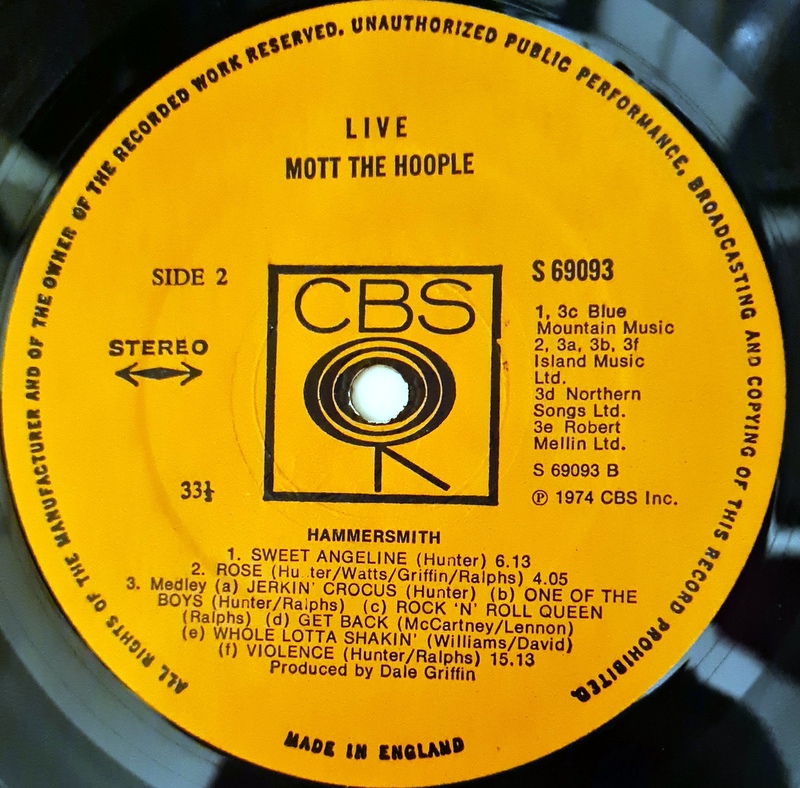 ALL RIGHTS OF THE MANUFACTURER AND OF THE OWNER OF THE RECORDED WORK RESERVED. UNAUTHORIZED PUBLIC PERFORMANCE, BROADCASTING AND COPYING OF THIS RECORD PROHIBITED.
LIVE
MOTT THE HOOPLE
SIDE 2
STEREO
33⅓
CBS
S 69093
1, 3c Blue
Mountain Music
2, 3a, 3b, 3f
Island Music
Ltd.
3d Northern
Songs Ltd.
3e Robert
Mellin Ltd.
S 69093 B
℗ 1974 CBS Inc.
HAMMERSMITH
1. SWEET ANGELINE (Hunter) 6.13
2. ROSE (Hu ter/Watts/Griffin/Ralphs) 4.05
3. Medley (a) JERKIN' CROCUS (Hunter) (b) ONE OF THE
BOYS (Hunter/Ralphs) (c) ROCK 'N' ROLL QUEEN
(Ralphs) (d) GET BACK (McCartney/Lennon)
(e) WHOLE LOTTA SHAKIN' (Williams/David)
(f) VIOLENCE (Hunter/Ralphs) 15.13
Produced by Dale Griffin
MADE IN ENGLAND